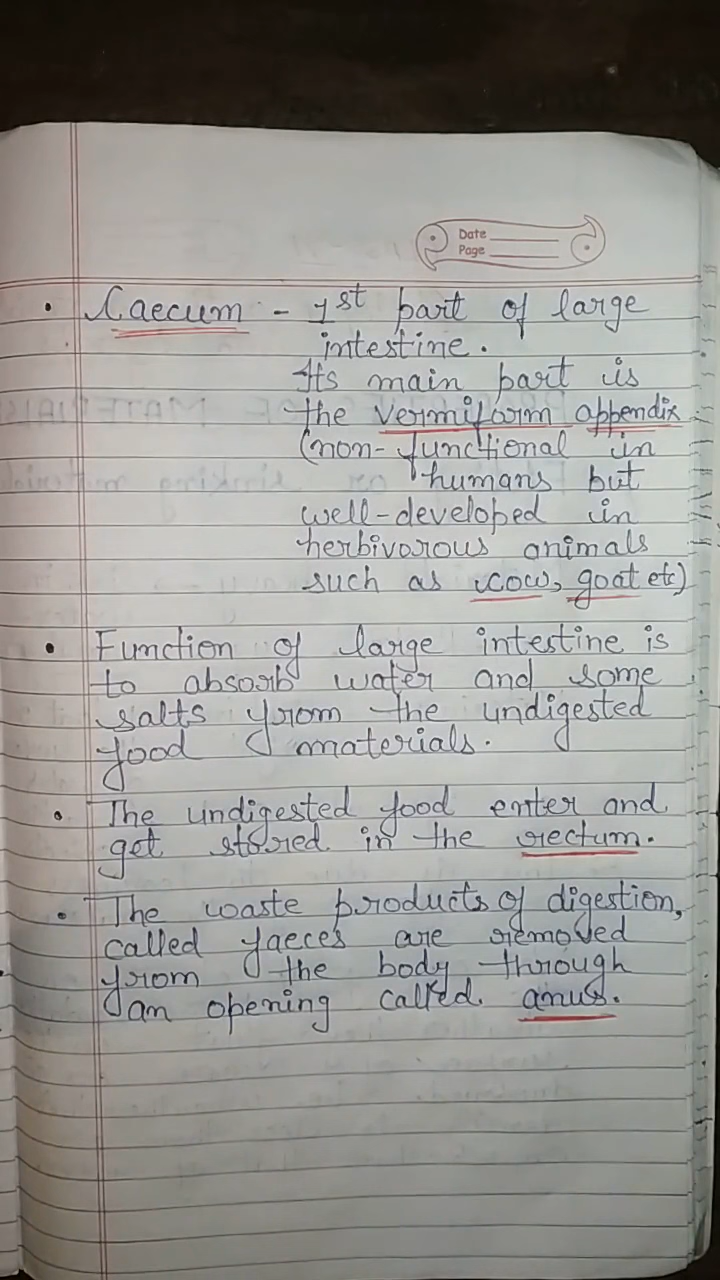 Date
Page
• Caecum - 1st part of large
intestine.
Its main part is
the vermiform appendix
(non-functional in
humans but
well-developed in
herbivorous animals
such as cow, goat etc)
• Function of large intestine is
to absorb water and some
salts from the undigested
food materials.
• The undigested food enter and
get stored in the rectum.
• The waste products of digestion,
called faeces are removed
from the body through
an opening called anus.